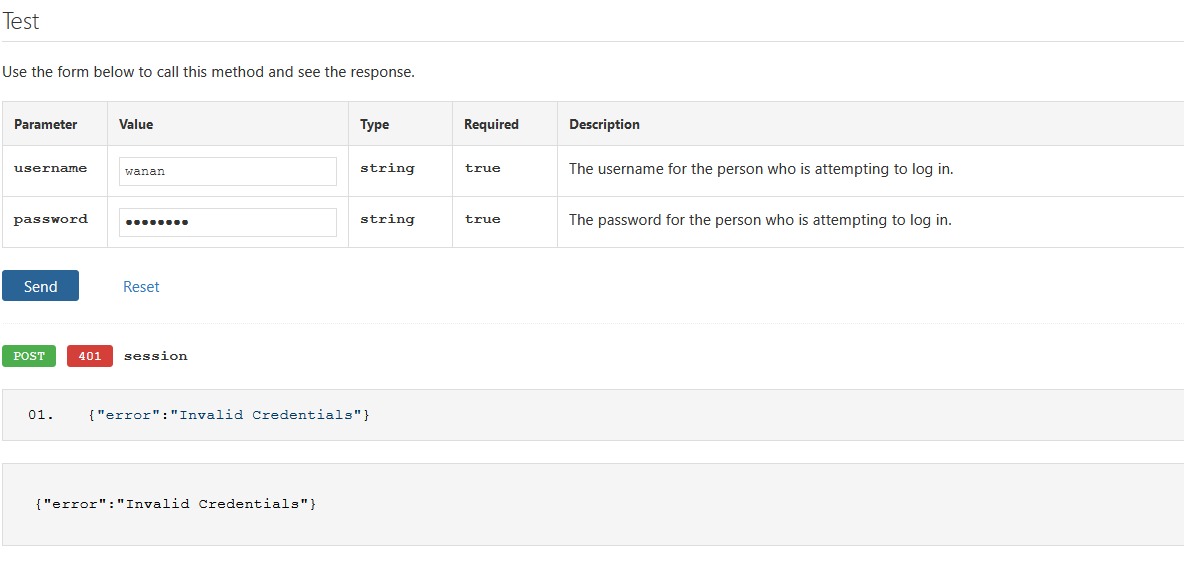 Test
Use the form below to call this method and see the response.
Parameter Value Type Required Description
username wanan string true The username for the person who is attempting to log in.
password •••••••• string true The password for the person who is attempting to log in.
Send Reset
POST 401 session
01. {"error":"Invalid Credentials"}
{"error":"Invalid Credentials"}